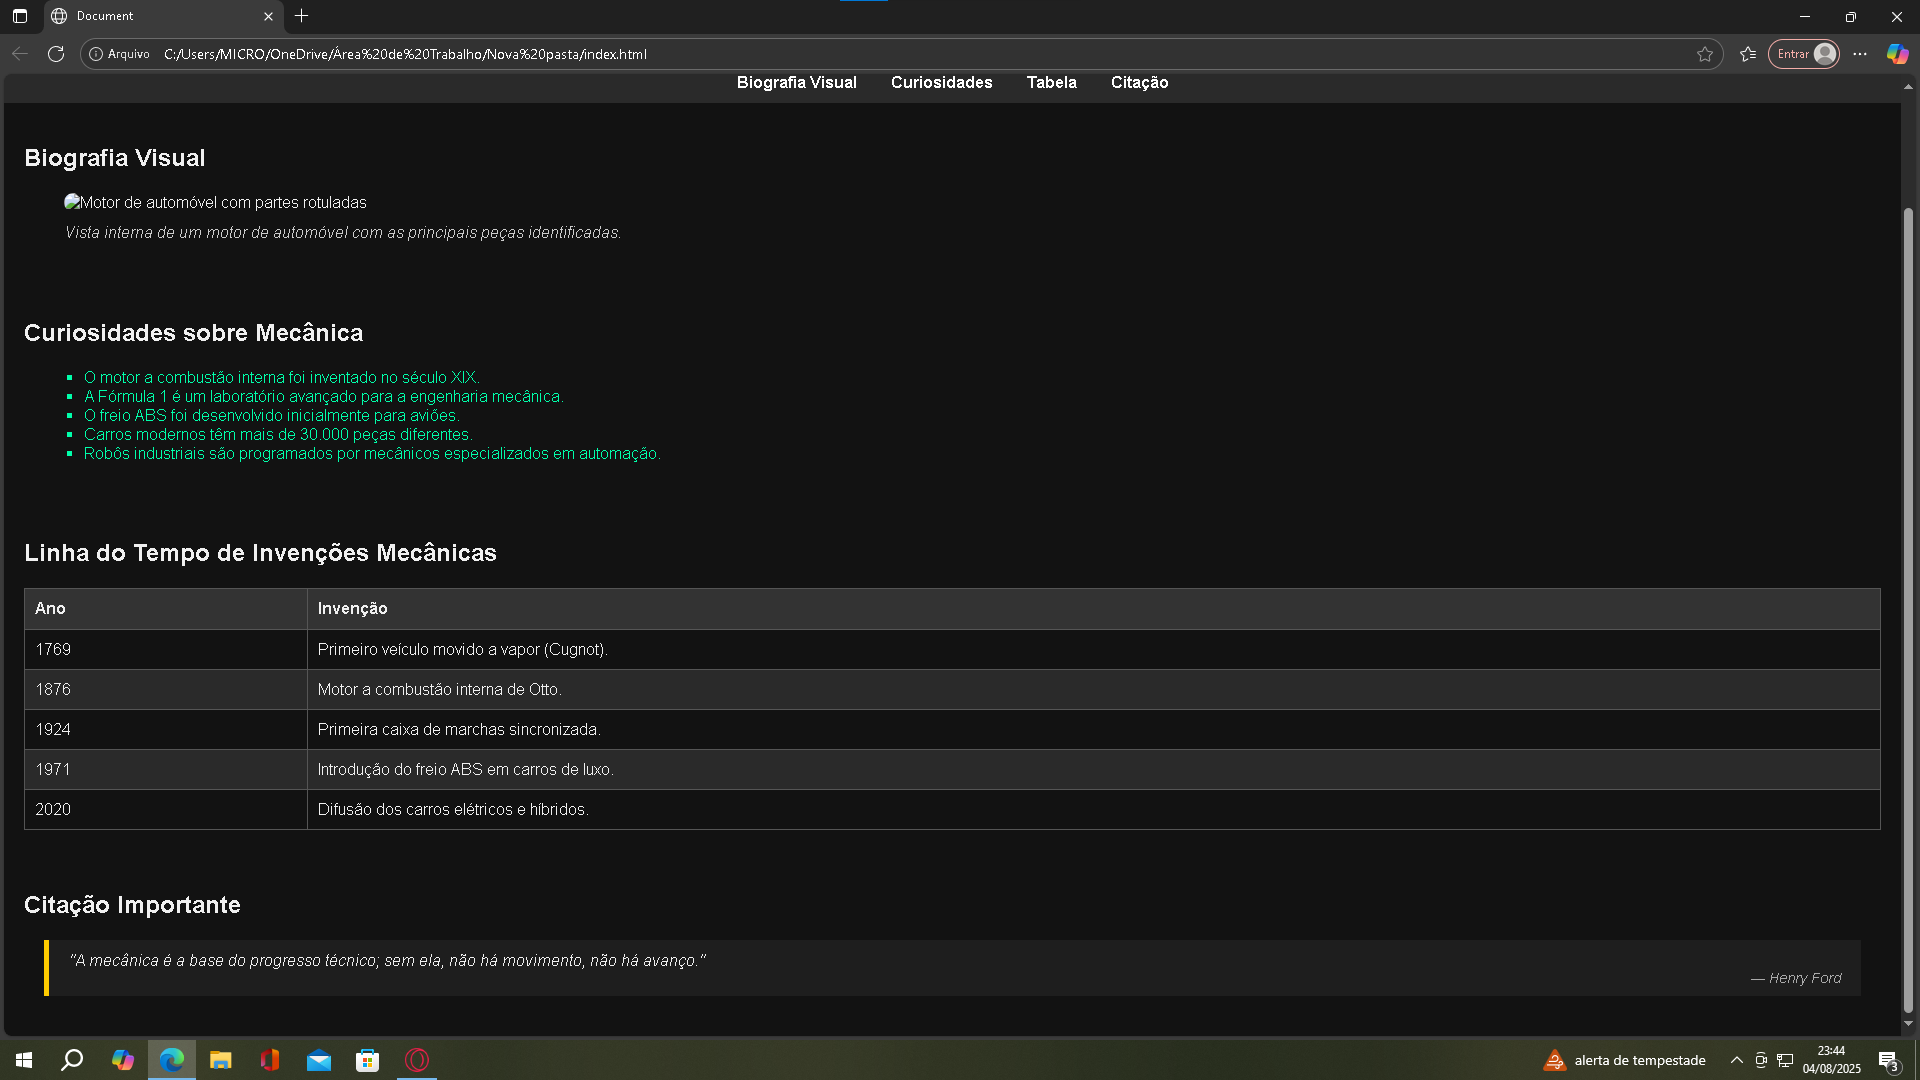 Document
Arquivo C:/Users/MICRO/OneDrive/Área%20de%20Trabalho/Nova%20pasta/index.html
Entrar
Biografia Visual Curiosidades Tabela Citação
Biografia Visual
Motor de automóvel com partes rotuladas
Vista interna de um motor de automóvel com as principais peças identificadas.
Curiosidades sobre Mecânica
O motor a combustão interna foi inventado no século XIX.
A Fórmula 1 é um laboratório avançado para a engenharia mecânica.
O freio ABS foi desenvolvido inicialmente para aviões.
Carros modernos têm mais de 30.000 peças diferentes.
Robôs industriais são programados por mecânicos especializados em automação.
Linha do Tempo de Invenções Mecânicas
Ano Invenção
1769 Primeiro veículo movido a vapor (Cugnot).
1876 Motor a combustão interna de Otto.
1924 Primeira caixa de marchas sincronizada.
1971 Introdução do freio ABS em carros de luxo.
2020 Difusão dos carros elétricos e híbridos.
Citação Importante
"A mecânica é a base do progresso técnico; sem ela, não há movimento, não há avanço."
— Henry Ford
alerta de tempestade
23:44
04/08/2025
3